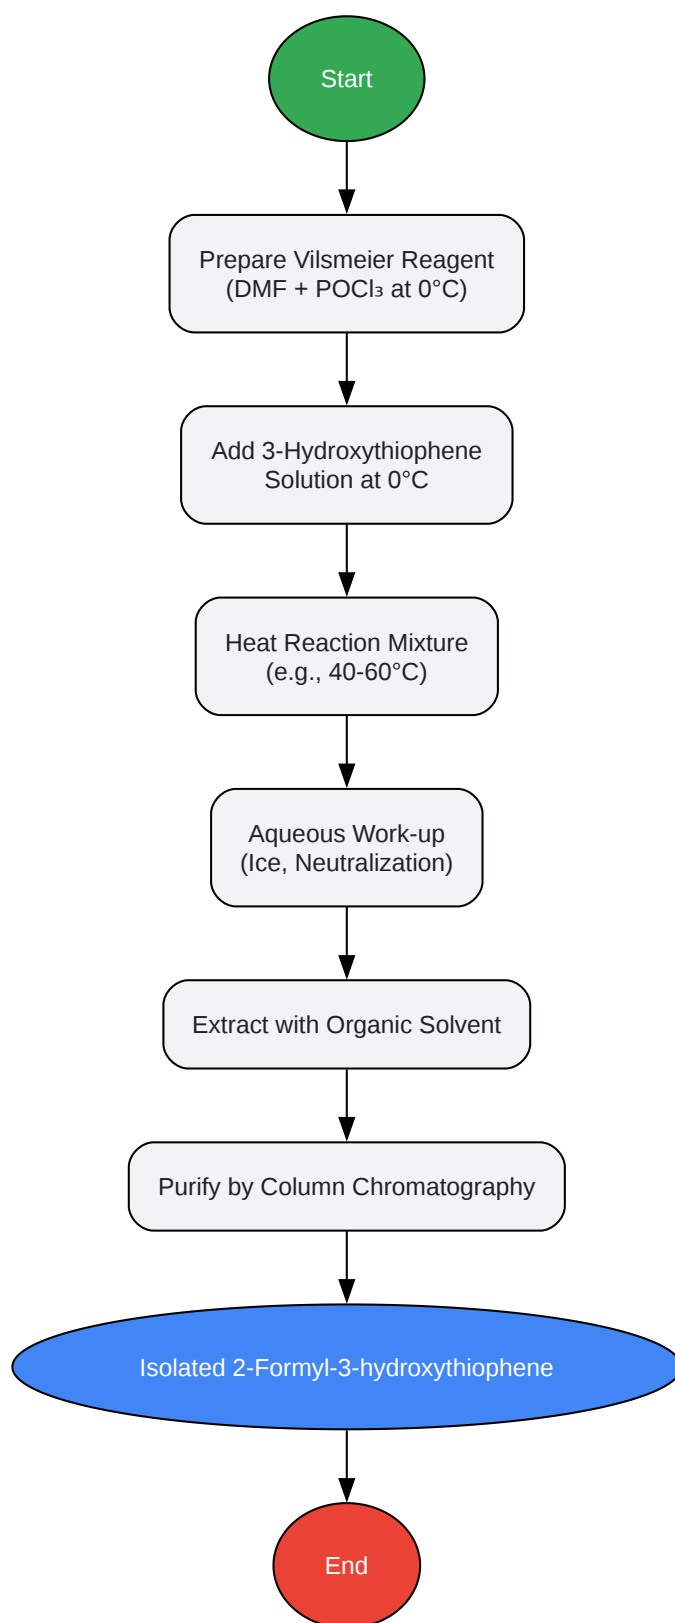 Start
Prepare Vilsmeier Reagent
(DMF + POCl₃ at 0°C)
Add 3-Hydroxythiophene
Solution at 0°C
Heat Reaction Mixture
(e.g., 40-60°C)
Aqueous Work-up
(Ice, Neutralization)
Extract with Organic Solvent
Purify by Column Chromatography
Isolated 2-Formyl-3-hydroxythiophene
End